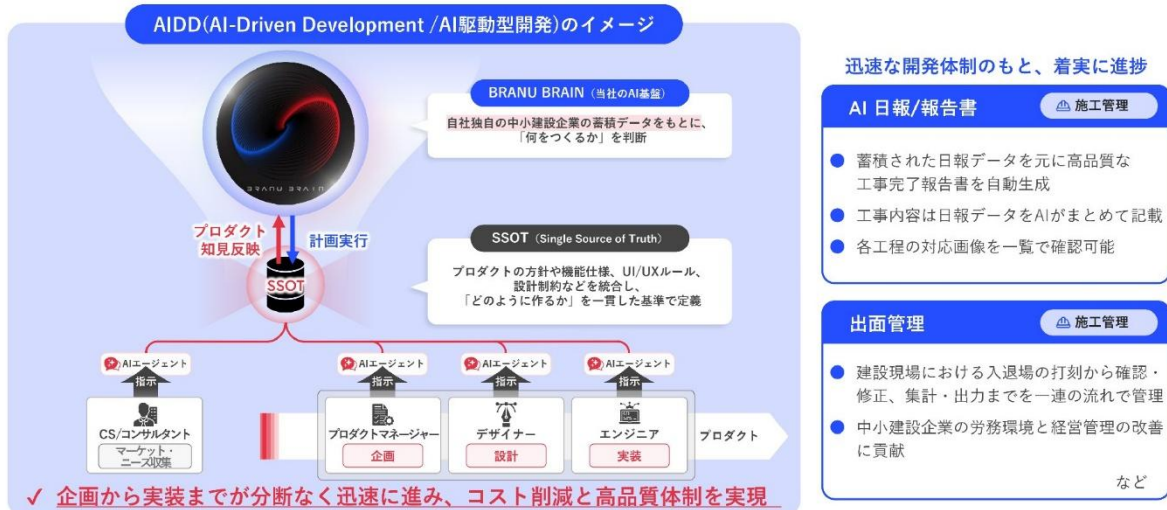 AIDD(AI-Driven Development /AI駆動型開発)のイメージ
BRANU BRAIN
BRANU BRAIN（当社のAI基盤）
自社独自の中小建設企業の蓄積データをもとに、
「何をつくるか」を判断
プロダクト
知見反映
計画実行
SSOT
SSOT（Single Source of Truth）
プロダクトの方針や機能仕様、UI/UXルール、
設計制約などを統合し、
「どのように作るか」を一貫した基準で定義
AIエージェント
指示
CS/コンサルタント
マーケット・
ニーズ収集
AIエージェント
指示
プロダクトマネージャー
企画
AIエージェント
指示
デザイナー
設計
AIエージェント
指示
エンジニア
実装
プロダクト
✓ 企画から実装までが分断なく迅速に進み、コスト削減と高品質体制を実現
迅速な開発体制のもと、着実に進捗
AI 日報/報告書
施工管理
● 蓄積された日報データを元に高品質な
工事完了報告書を自動生成
● 工事内容は日報データをAIがまとめて記載
● 各工程の対応画像を一覧で確認可能
出面管理
施工管理
● 建設現場における入退場の打刻から確認・
修正、集計・出力までを一連の流れで管理
● 中小建設企業の労務環境と経営管理の改善
に貢献
など